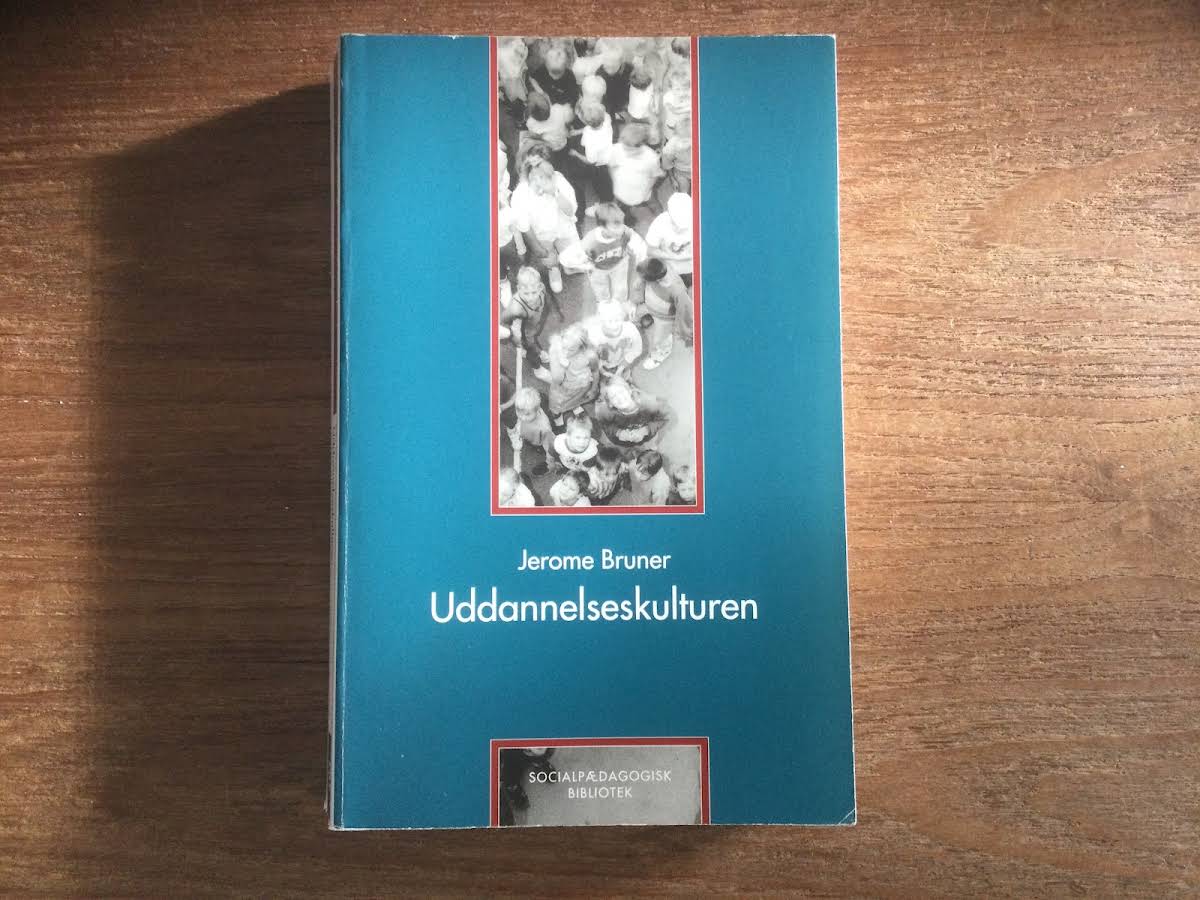 Jerome Bruner
Uddannelseskulturen
SOCIALPÆDAGOGISK
BIBLIOTEK